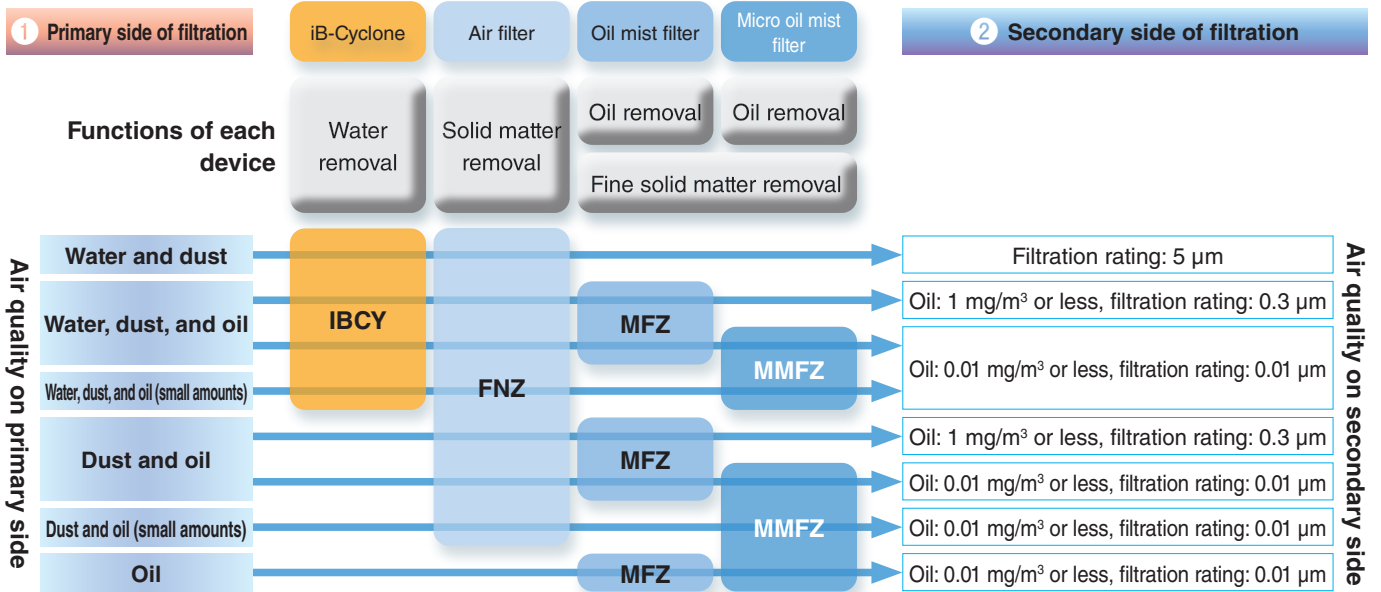 1 Primary side of filtration
iB-Cyclone
Air filter
Oil mist filter
Micro oil mist
filter
2 Secondary side of filtration
Functions of each
device
Water
removal
Solid matter
removal
Oil removal
Oil removal
Fine solid matter removal
Air quality on primary side
Water and dust
Water, dust, and oil
Water, dust, and oil (small amounts)
Dust and oil
Dust and oil (small amounts)
Oil
IBCY
FNZ
MFZ
MMFZ
MFZ
MMFZ
MFZ
Filtration rating: 5 μm
Oil: 1 mg/m³ or less, filtration rating: 0.3 μm
Oil: 0.01 mg/m³ or less, filtration rating: 0.01 μm
Oil: 1 mg/m³ or less, filtration rating: 0.3 μm
Oil: 0.01 mg/m³ or less, filtration rating: 0.01 μm
Oil: 0.01 mg/m³ or less, filtration rating: 0.01 μm
Oil: 0.01 mg/m³ or less, filtration rating: 0.01 μm
Air quality on secondary side